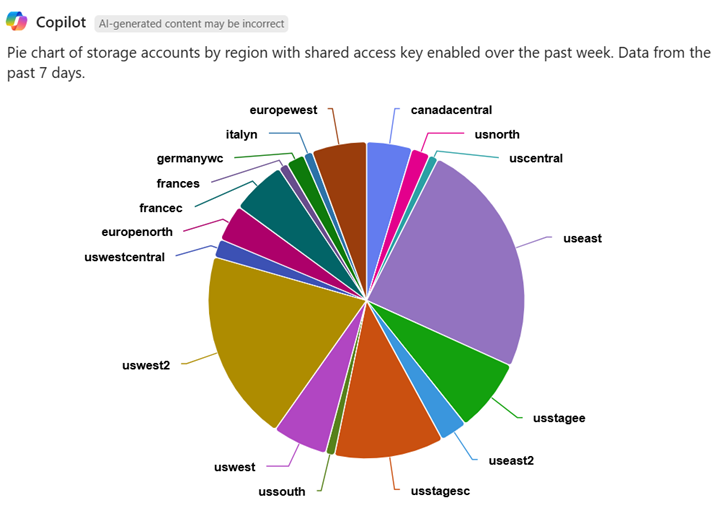 Copilot AI-generated content may be incorrect
Pie chart of storage accounts by region with shared access key enabled over the past week. Data from the
past 7 days.
europewest canadacentral
italyn usnorth
germanywc uscentral
frances
francec
europenorth useast
uswestcentral
uswest2
usstagee
uswest useast2
ussouth usstagesc